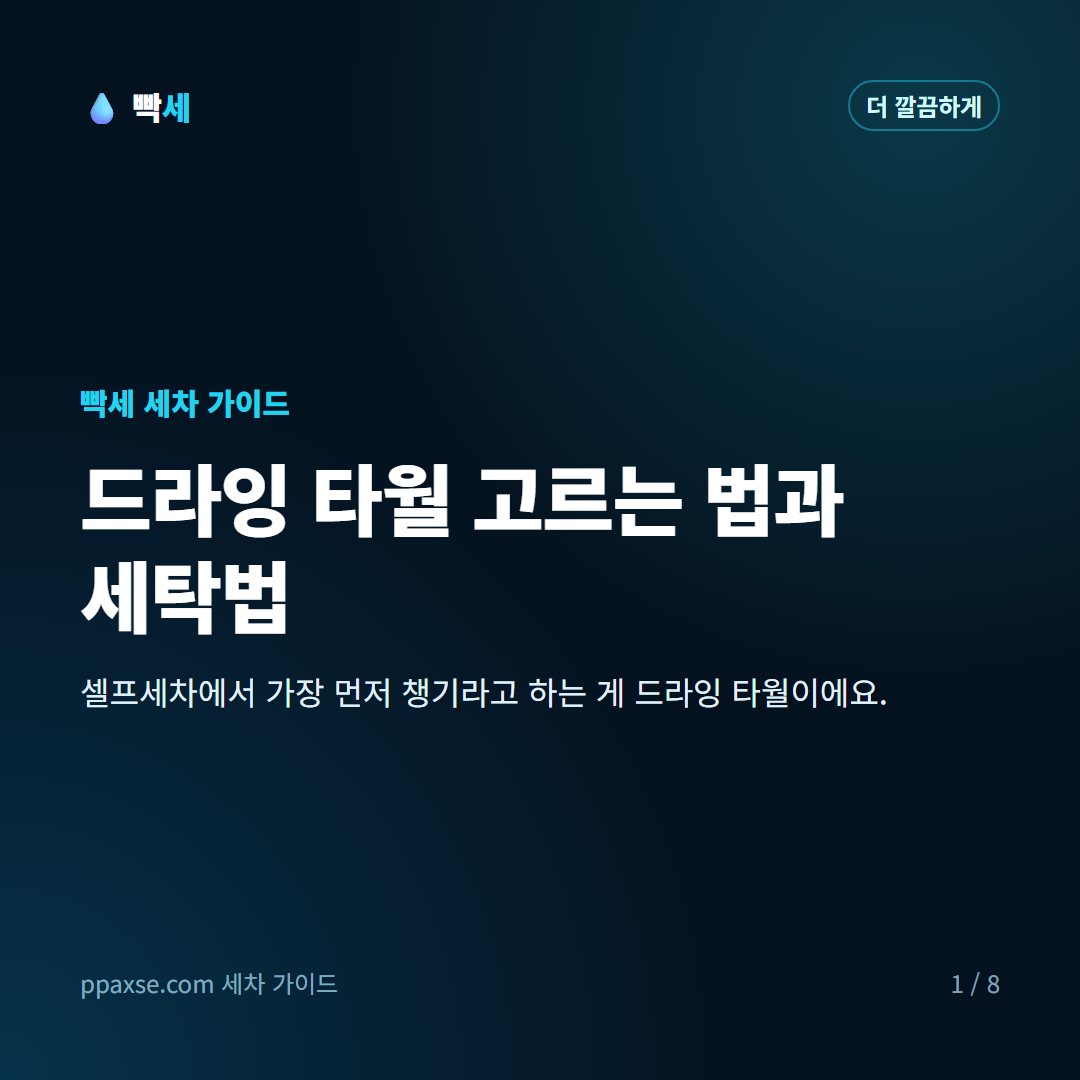 빡세
더 깔끔하게
빡세 세차 가이드
드라잉 타월 고르는 법과
세탁법
셀프세차에서 가장 먼저 챙기라고 하는 게 드라잉 타월이에요.
ppaxse.com 세차 가이드
1 / 8